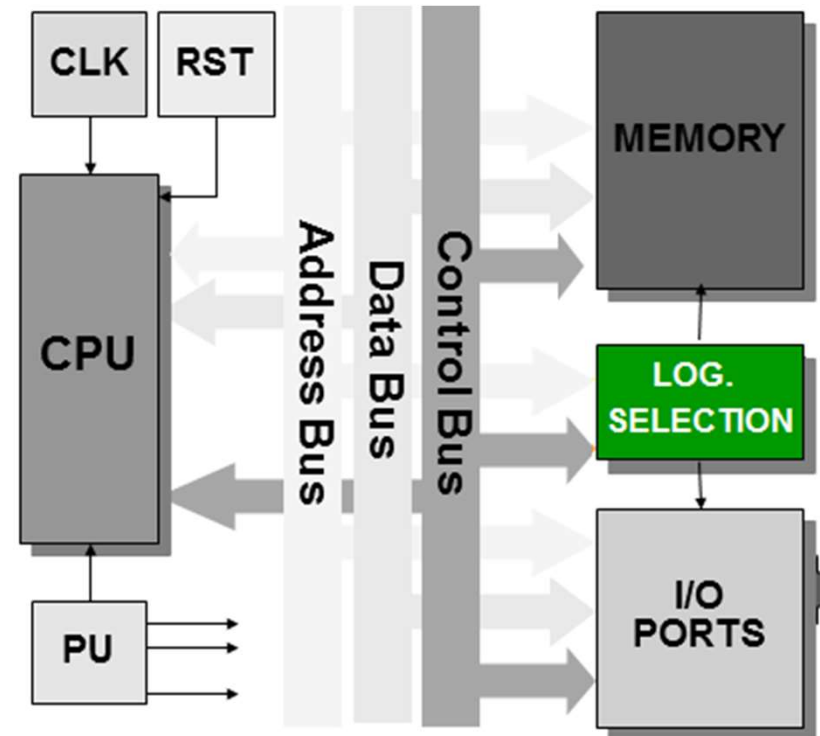 CLK
RST
MEMORY
CPU
Address Bus
Data Bus
Control Bus
LOG.
SELECTION
I/O
PORTS
PU